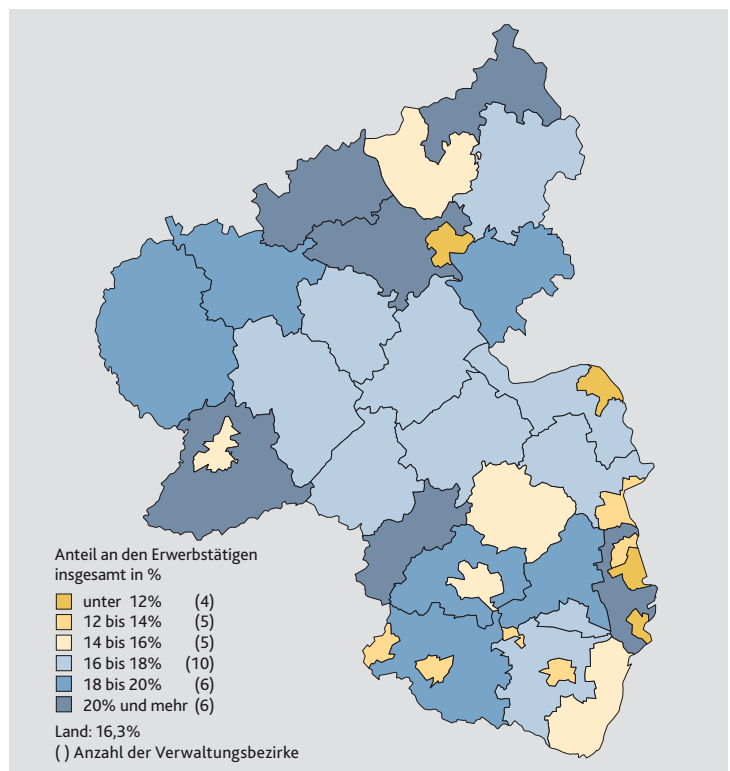 Anteil an den Erwerbstätigen
insgesamt in %
unter 12% (4)
12 bis 14% (5)
14 bis 16% (5)
16 bis 18% (10)
18 bis 20% (6)
20% und mehr (6)
Land: 16,3%
( ) Anzahl der Verwaltungsbezirke